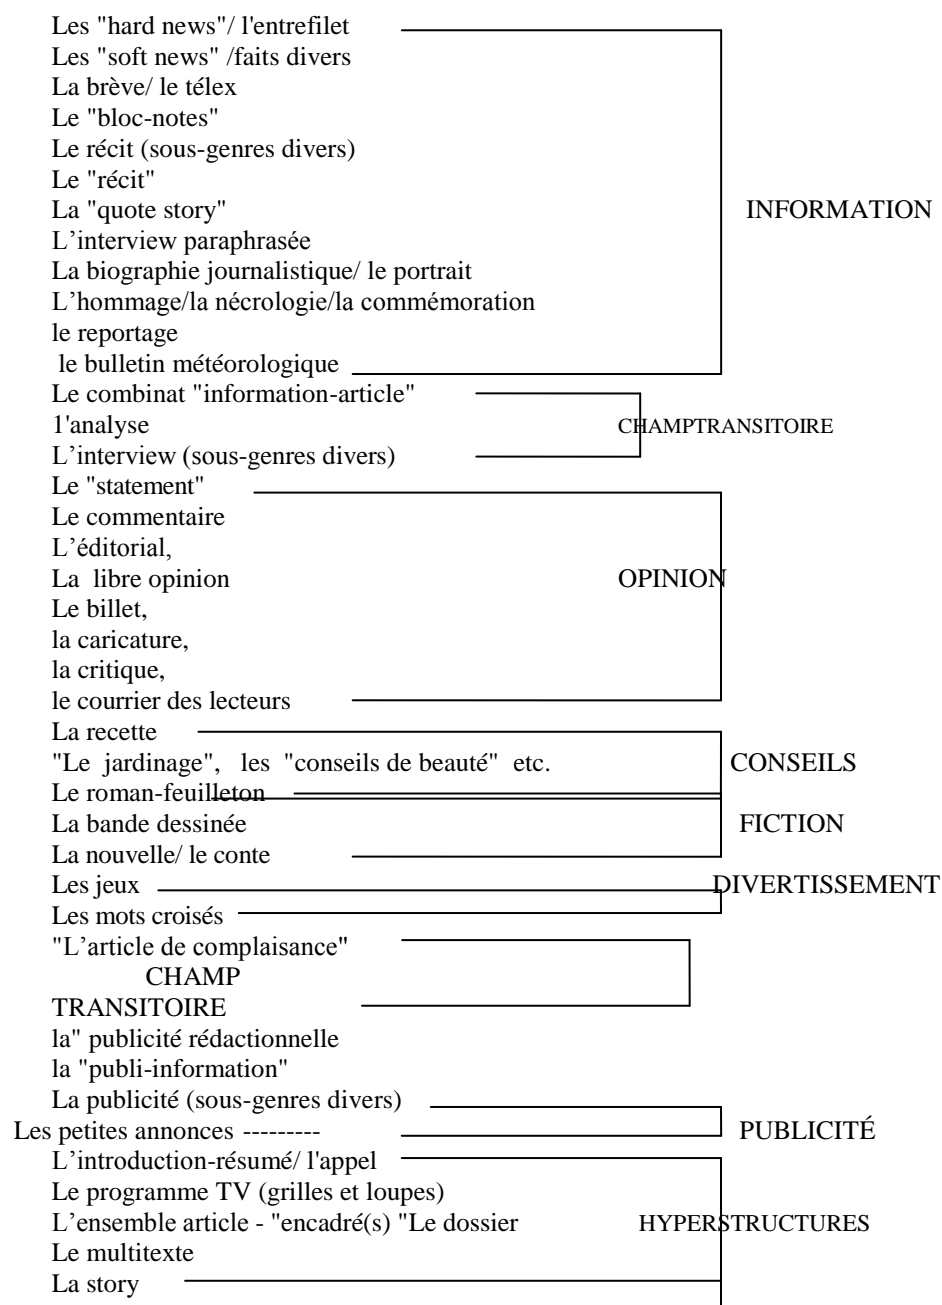 Les "hard news"/ l'entrefilet
Les "soft news" /faits divers
La brève/ le télex
Le "bloc-notes"
Le récit (sous-genres divers)
Le "récit"
La "quote story" INFORMATION
L’interview paraphrasée
La biographie journalistique/ le portrait
L’hommage/la nécrologie/la commémoration
le reportage
le bulletin météorologique
Le combinat "information-article"
1'analyse CHAMPTRANSITOIRE
L’interview (sous-genres divers)
Le "statement"
Le commentaire
L’éditorial,
La libre opinion OPINION
Le billet,
la caricature,
la critique,
le courrier des lecteurs
La recette
"Le jardinage", les "conseils de beauté" etc. CONSEILS
Le roman-feuilleton
La bande dessinée FICTION
La nouvelle/ le conte
Les jeux DIVERTISSEMENT
Les mots croisés
"L’article de complaisance"
CHAMP
TRANSITOIRE
la" publicité rédactionnelle
la "publi-information"
La publicité (sous-genres divers)
Les petites annonces --------- PUBLICITÉ
L’introduction-résumé/ l'appel
Le programme TV (grilles et loupes)
L’ensemble article - "encadré(s) "Le dossier HYPERSTRUCTURES
Le multitexte
La story